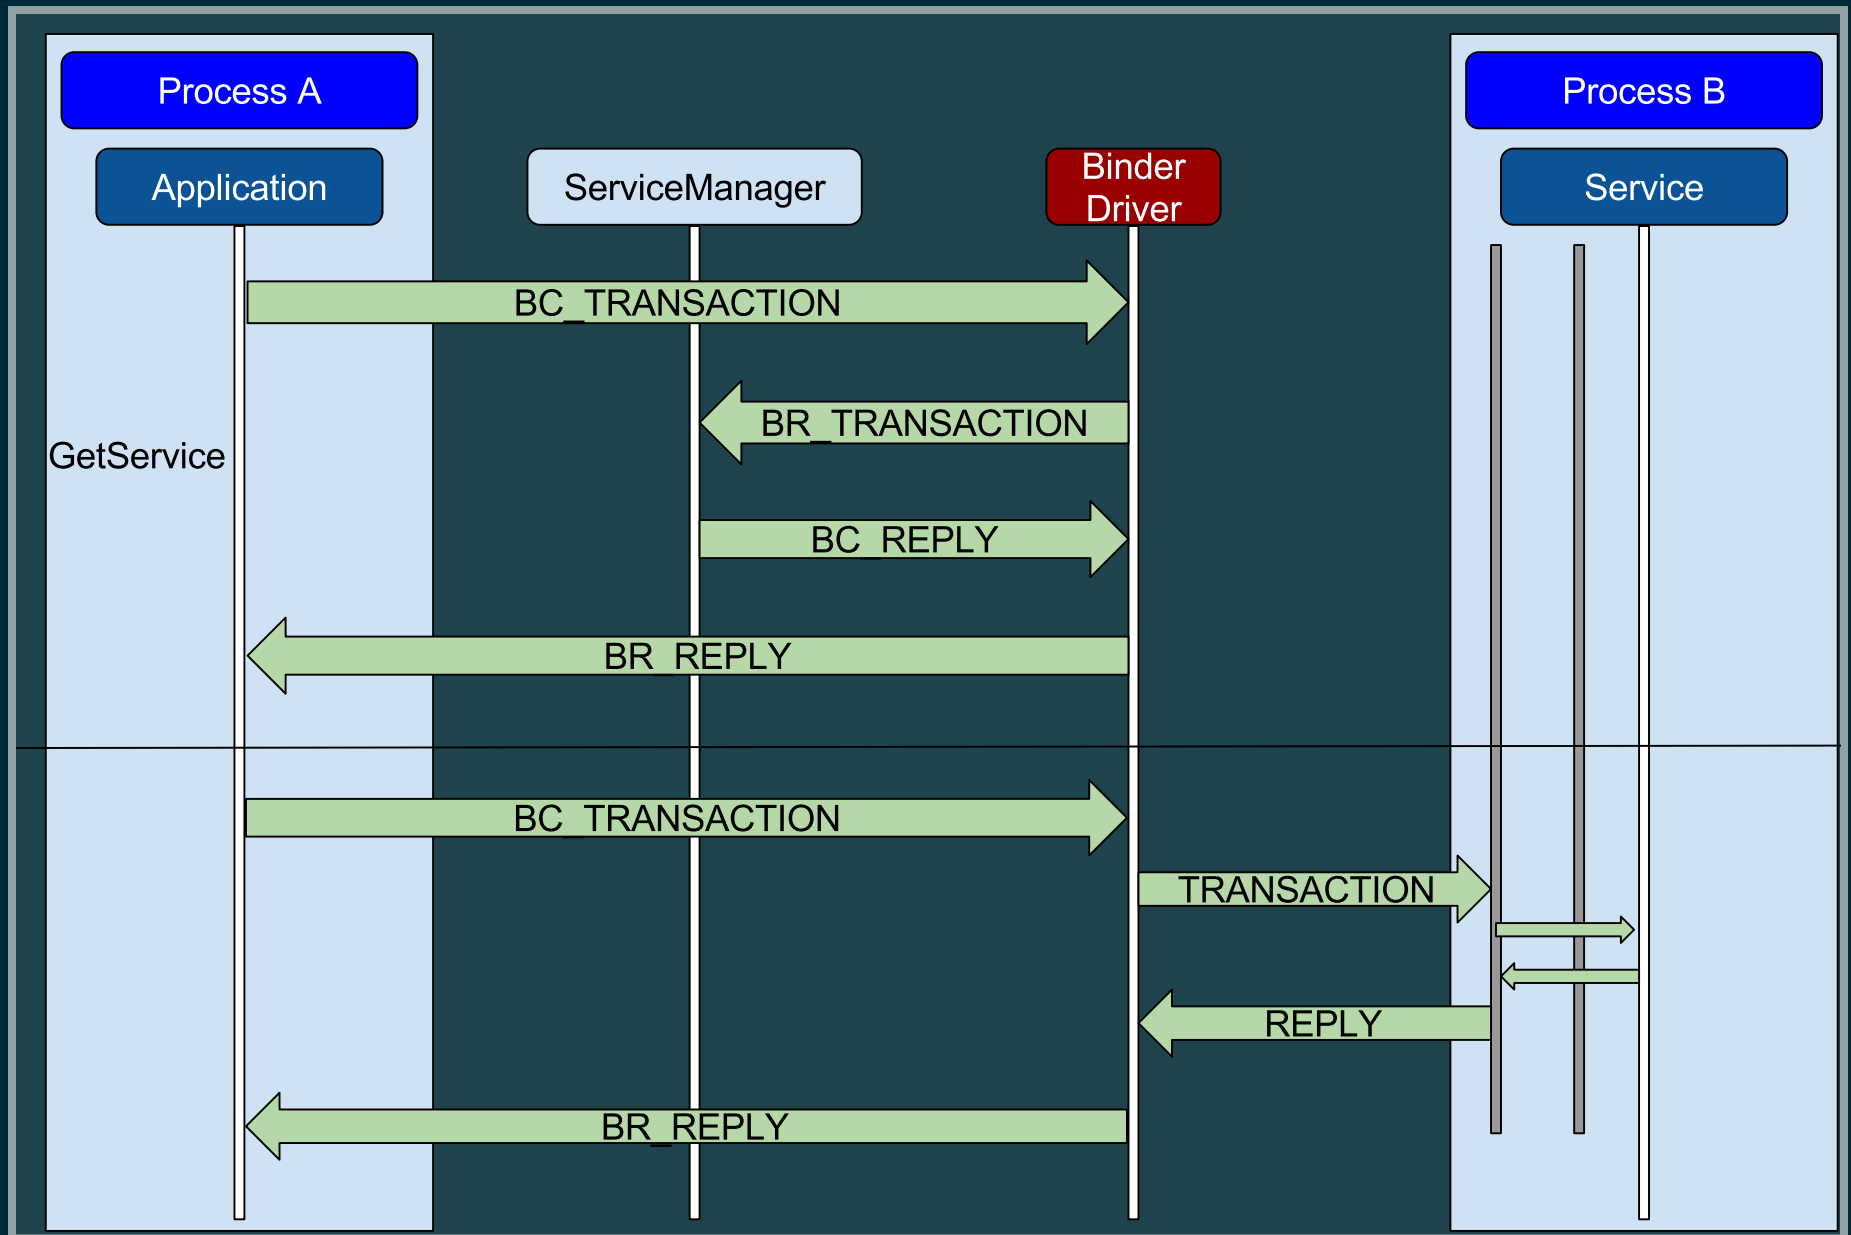 Process A
Process B
Application
ServiceManager
Binder
Driver
Service
BC_TRANSACTION
BR_TRANSACTION
GetService
BC_REPLY
BR_REPLY
BC_TRANSACTION
TRANSACTION
REPLY
BR_REPLY